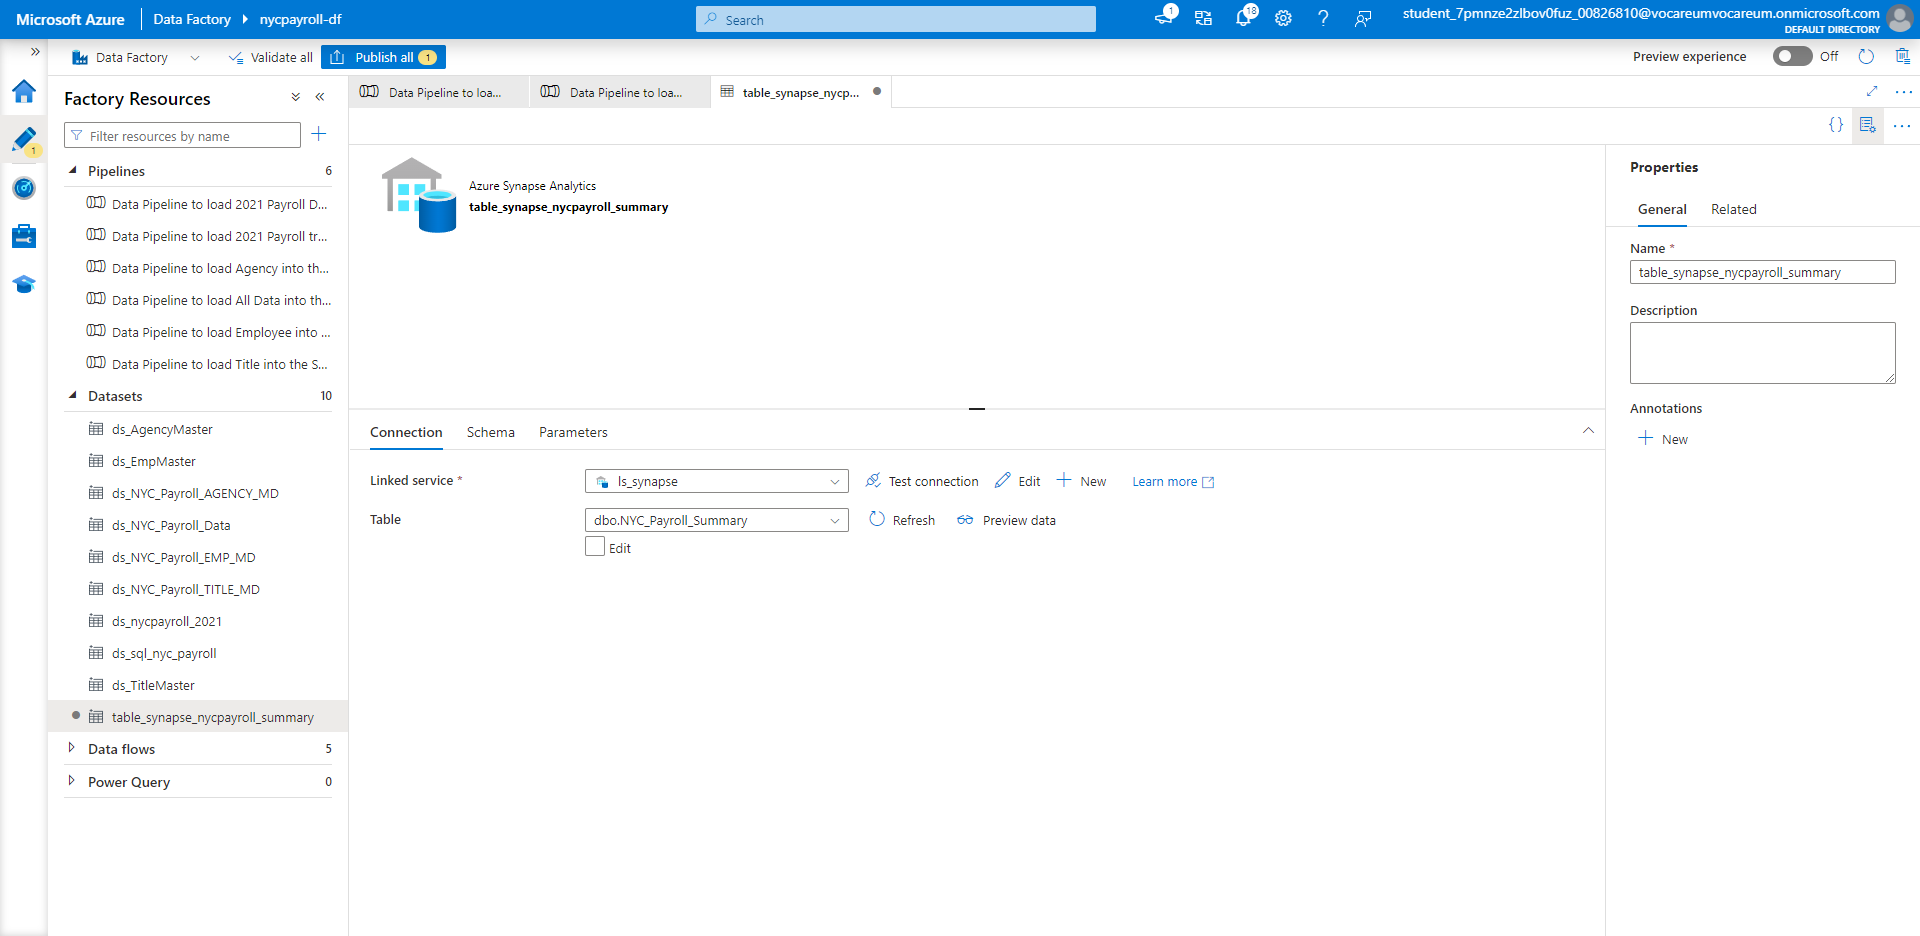 Microsoft Azure Data Factory nycpayroll-df Search 1 18 student_7pmnze2zlbov0fuz_00826810@vocareumvocareum.onmicrosoft.com
DEFAULT DIRECTORY
Data Factory Validate all Publish all 1 Preview experience Off
Factory Resources
Data Pipeline to loa... Data Pipeline to loa... table_synapse_nycp...
Filter resources by name
1
Pipelines 6
Data Pipeline to load 2021 Payroll D...
Data Pipeline to load 2021 Payroll tr...
Data Pipeline to load Agency into th...
Data Pipeline to load All Data into th...
Data Pipeline to load Employee into ...
Data Pipeline to load Title into the S...
Datasets 10
ds_AgencyMaster
ds_EmpMaster
ds_NYC_Payroll_AGENCY_MD
ds_NYC_Payroll_Data
ds_NYC_Payroll_EMP_MD
ds_NYC_Payroll_TITLE_MD
ds_nycpayroll_2021
ds_sql_nyc_payroll
ds_TitleMaster
table_synapse_nycpayroll_summary
Data flows 5
Power Query 0
Azure Synapse Analytics
table_synapse_nycpayroll_summary
Connection Schema Parameters
Linked service * ls_synapse Test connection Edit New Learn more
Table dbo.NYC_Payroll_Summary Refresh Preview data
Edit
Properties
General Related
Name *
table_synapse_nycpayroll_summary
Description
Annotations
New